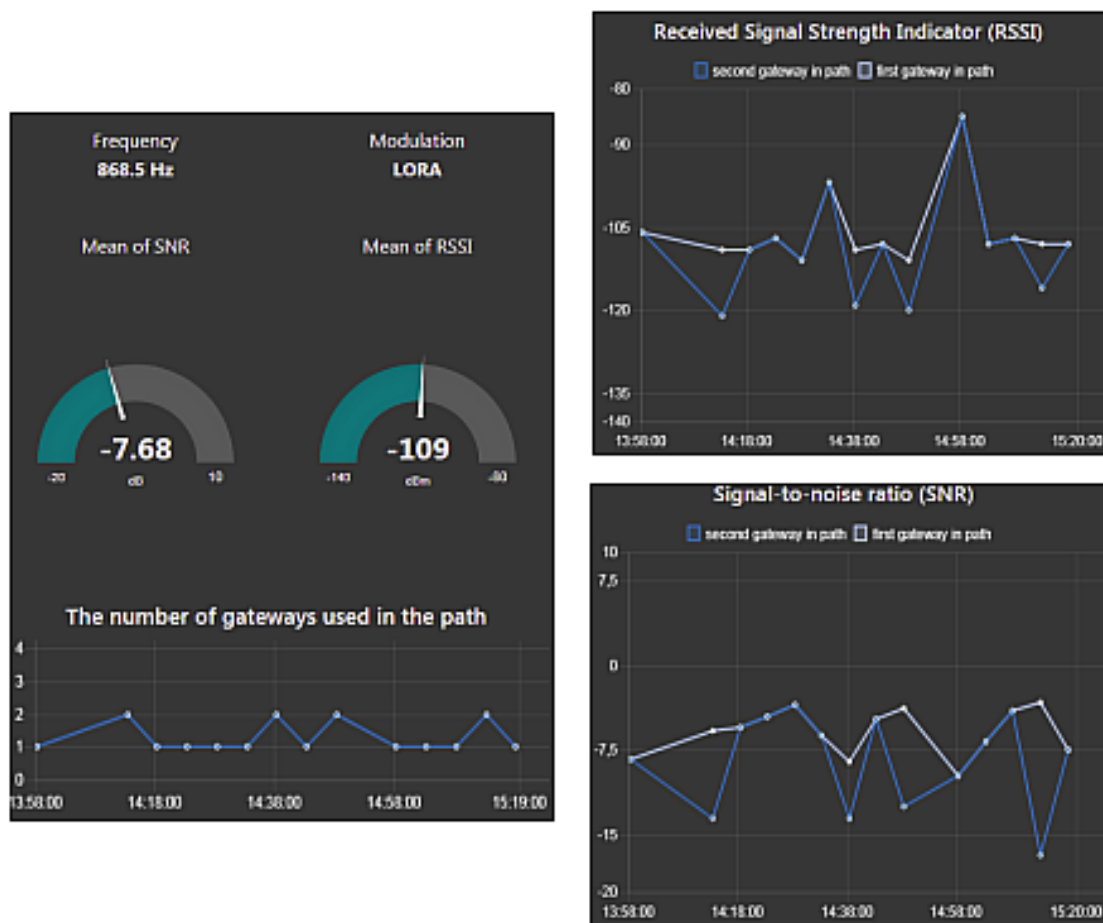 Frequency
868.5 Hz
Modulation
LORA
Mean of SNR
Mean of RSSI
-7.68
-20
dB
10
-109
-140
dBm
-80
The number of gateways used in the path
4
3
2
1
0
13:58:00
14:18:00
14:38:00
14:58:00
15:19:00
Received Signal Strength Indicator (RSSI)
second gateway in path
first gateway in path
-80
-90
-105
-120
-135
-140
13:58:00
14:18:00
14:38:00
14:58:00
15:20:00
Signal-to-noise ratio (SNR)
second gateway in path
first gateway in path
10
7,5
0
-7,5
-15
-20
13:58:00
14:18:00
14:38:00
14:58:00
15:20:00